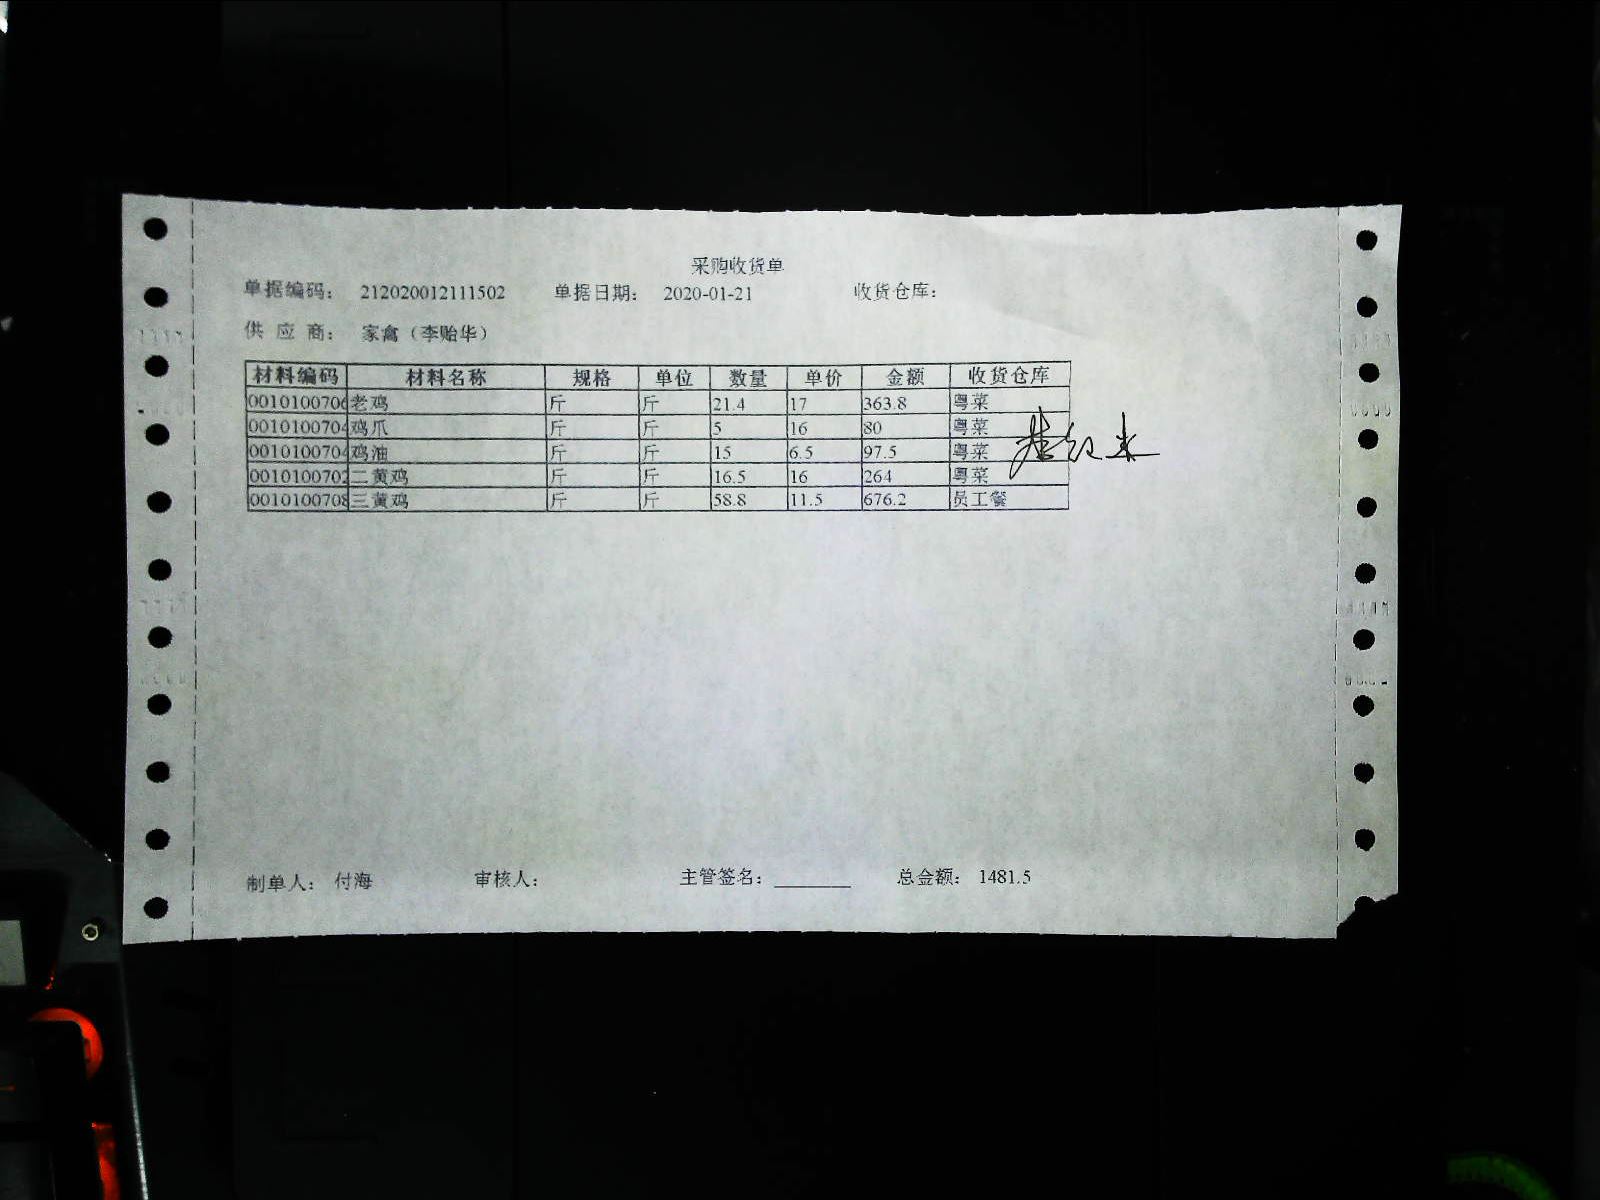 采购收货单
单据编码： 212020012111502 单据日期： 2020-01-21 收货仓库：
供 应 商： 家禽（李贻华）
材料编码 材料名称 规格 单位 数量 单价 金额 收货仓库
0010100706 老鸡 斤 斤 21.4 17 363.8 粤菜
0010100704 鸡爪 斤 斤 5 16 80 粤菜
0010100704 鸡油 斤 斤 15 6.5 97.5 粤菜
0010100702 二黄鸡 斤 斤 16.5 16 264 粤菜
0010100708 三黄鸡 斤 斤 58.8 11.5 676.2 员工餐
制单人： 付海 审核人： 主管签名： 总金额： 1481.5